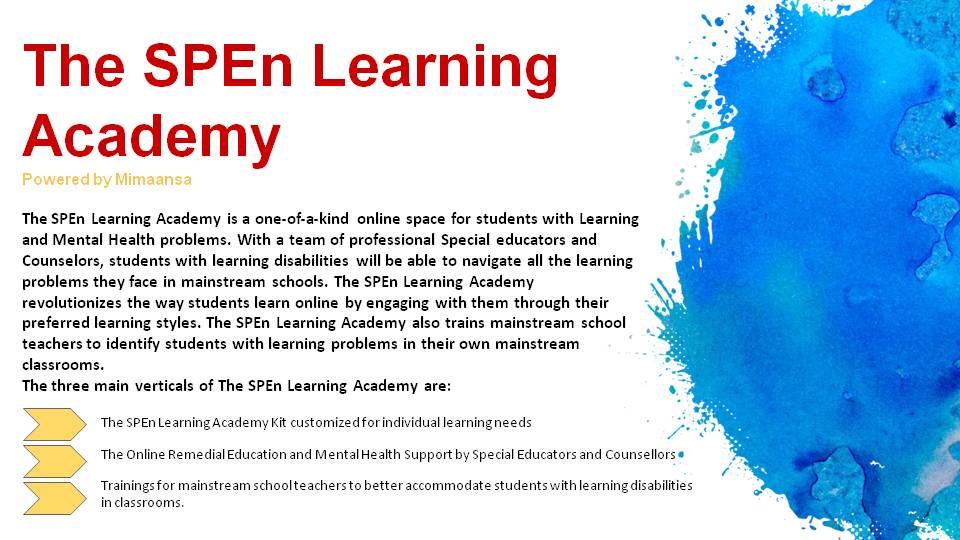 The SPEn Learning
Academy
Powered by Mimaansa
The SPEn Learning Academy is a one-of-a-kind online space for students with Learning
and Mental Health problems. With a team of professional Special educators and
Counselors, students with learning disabilities will be able to navigate all the learning
problems they face in mainstream schools. The SPEn Learning Academy
revolutionizes the way students learn online by engaging with them through their
preferred learning styles. The SPEn Learning Academy also trains mainstream school
teachers to identify students with learning problems in their own mainstream
classrooms.
The three main verticals of The SPEn Learning Academy are:
The SPEn Learning Academy Kit customized for individual learning needs
The Online Remedial Education and Mental Health Support by Special Educators and Counsellors
Trainings for mainstream school teachers to better accommodate students with learning disabilities
in classrooms.